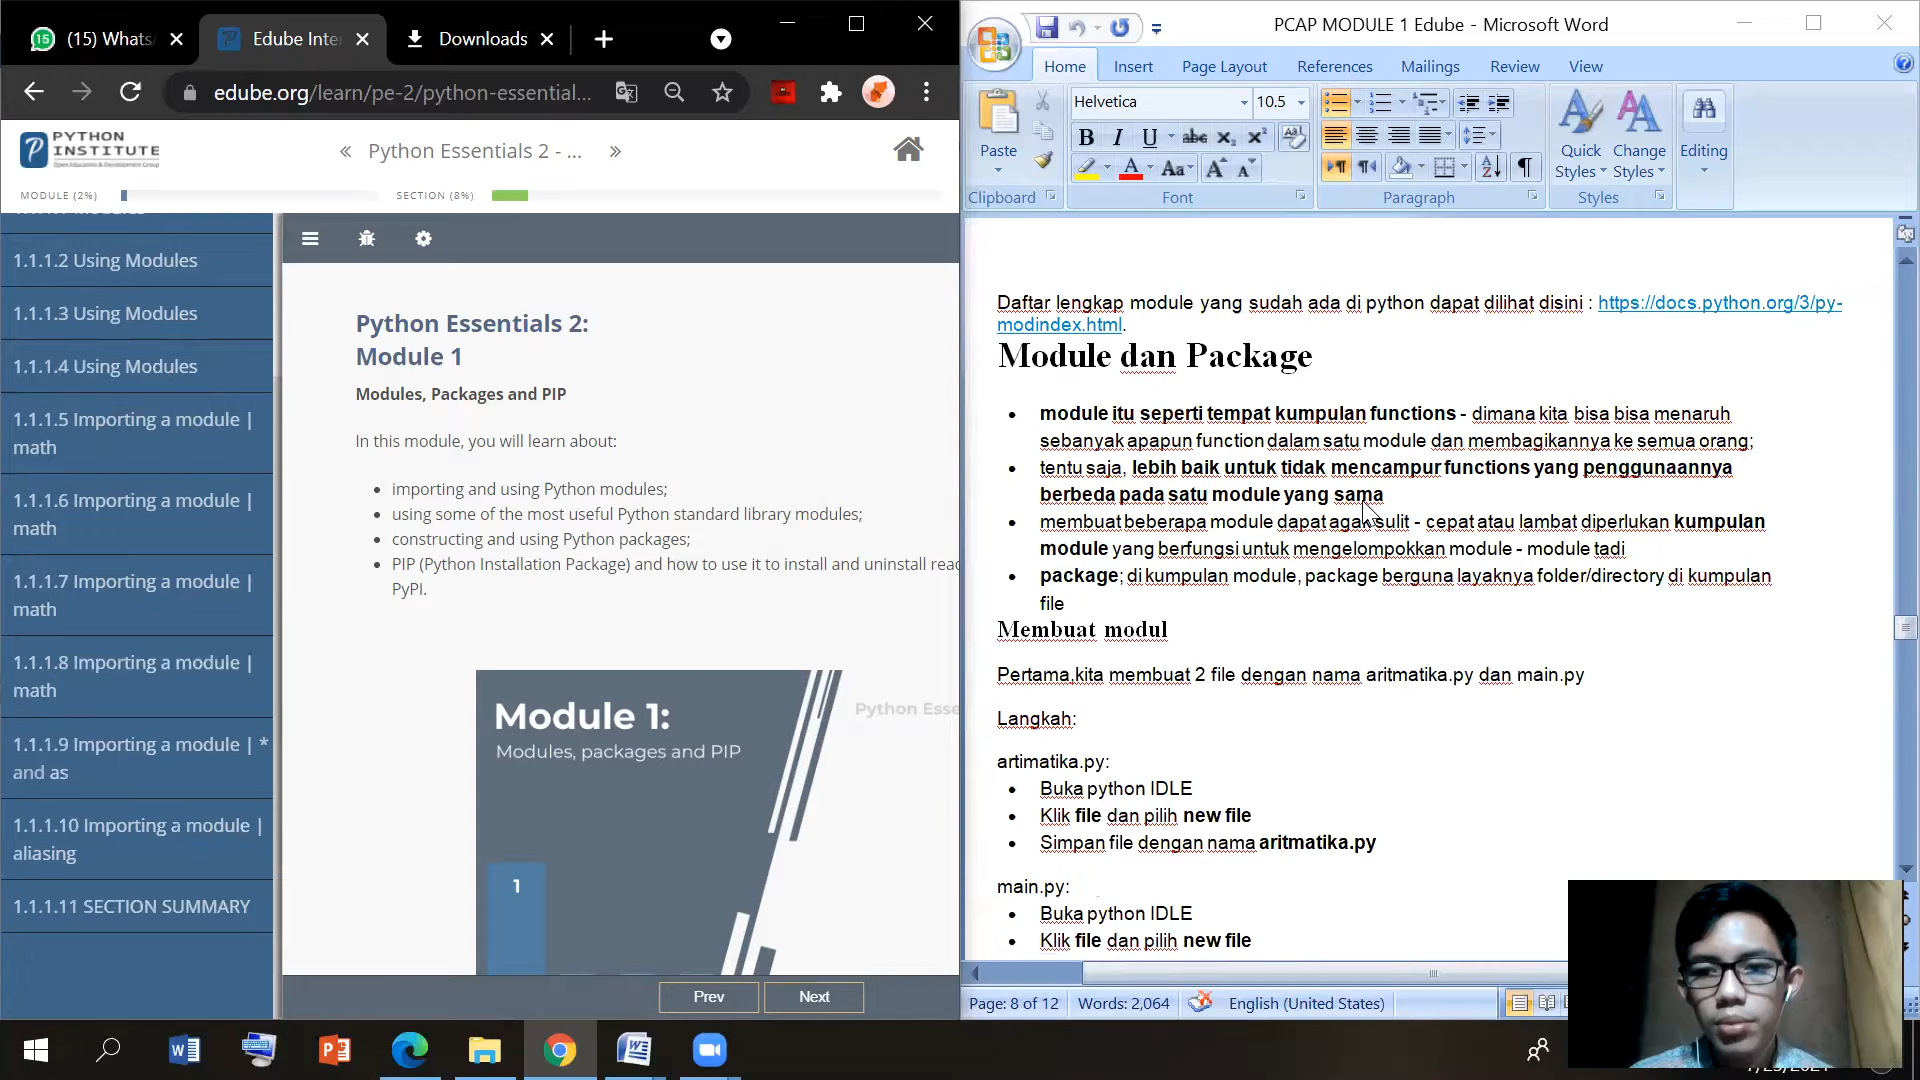 (15) Whats
Edube Inte
Downloads
edube.org/learn/pe-2/python-essential...
PYTHON
INSTITUTE
Open Education & Development Group
Python Essentials 2 - ...
MODULE (2%)
SECTION (8%)
1.1.1.2 Using Modules
1.1.1.3 Using Modules
1.1.1.4 Using Modules
1.1.1.5 Importing a module |
math
1.1.1.6 Importing a module |
math
1.1.1.7 Importing a module |
math
1.1.1.8 Importing a module |
math
1.1.1.9 Importing a module | *
and as
1.1.1.10 Importing a module |
aliasing
1.1.1.11 SECTION SUMMARY
Python Essentials 2:
Module 1
Modules, Packages and PIP
In this module, you will learn about:
• importing and using Python modules;
• using some of the most useful Python standard library modules;
• constructing and using Python packages;
• PIP (Python Installation Package) and how to use it to install and uninstall read
PyPI.
Module 1:
Modules, packages and PIP
1
Python Esse
Prev
Next
PCAP MODULE 1 Edube - Microsoft Word
Home Insert Page Layout References Mailings Review View
Helvetica 10.5
Paste
Quick
Styles
Change
Styles
Editing
Clipboard Font Paragraph Styles
Daftar lengkap module yang sudah ada di python dapat dilihat disini : https://docs.python.org/3/py-
modindex.html.
Module dan Package
• module itu seperti tempat kumpulan functions - dimana kita bisa bisa menaruh
sebanyak apapun function dalam satu module dan membagikannya ke semua orang;
• tentu saja, lebih baik untuk tidak mencampur functions yang penggunaannya
berbeda pada satu module yang sama
• membuat beberapa module dapat agak sulit - cepat atau lambat diperlukan kumpulan
module yang berfungsi untuk mengelompokkan module - module tadi
• package; di kumpulan module, package berguna layaknya folder/directory di kumpulan
file
Membuat modul
Pertama,kita membuat 2 file dengan nama aritmatika.py dan main.py
Langkah:
artimatika.py:
• Buka python IDLE
• Klik file dan pilih new file
• Simpan file dengan nama aritmatika.py
main.py:
• Buka python IDLE
• Klik file dan pilih new file
Page: 8 of 12 Words: 2,064 English (United States)